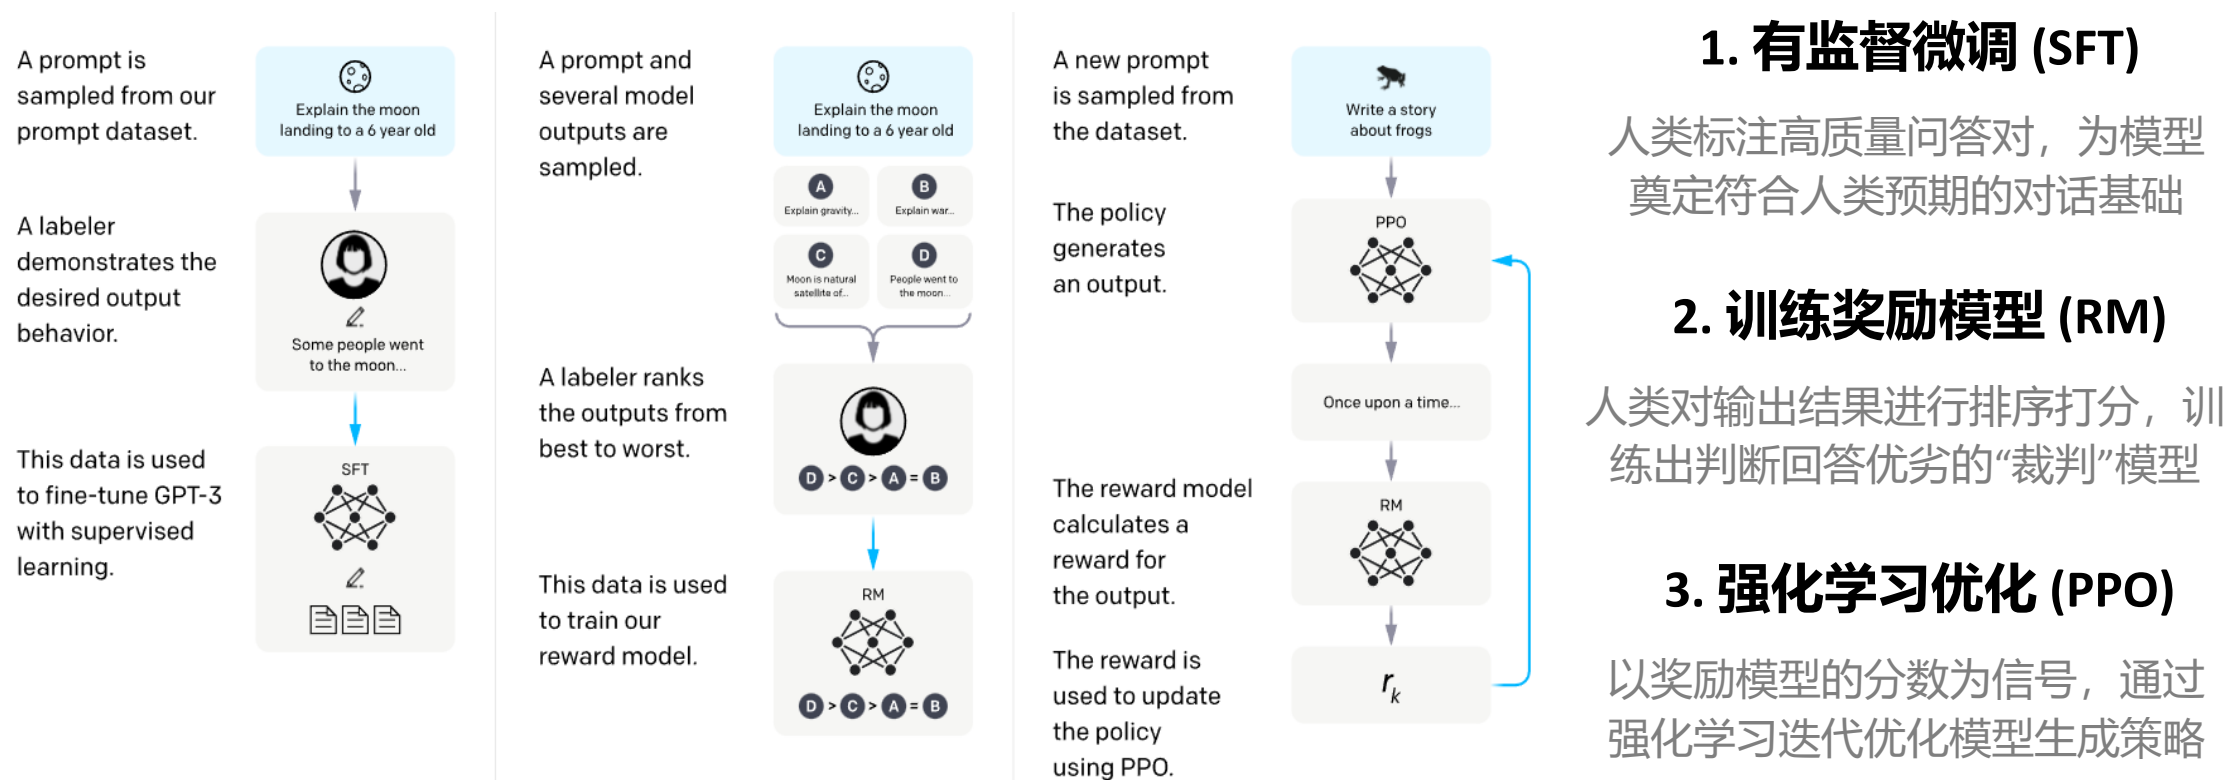 A prompt is
sampled from our
prompt dataset.
Explain the moon
landing to a 6 year old
A labeler
demonstrates the
desired output
behavior.
Some people went
to the moon...
This data is used
to fine-tune GPT-3
with supervised
learning.
SFT
A prompt and
several model
outputs are
sampled.
Explain the moon
landing to a 6 year old
A
Explain gravity...
B
Explain war...
C
Moon is natural
satellite of...
D
People went to
the moon...
A labeler ranks
the outputs from
best to worst.
D > C > A = B
This data is used
to train our
reward model.
RM
D > C > A = B
A new prompt
is sampled from
the dataset.
Write a story
about frogs
The policy
generates
an output.
PPO
Once upon a time...
The reward model
calculates a
reward for
the output.
RM
The reward is
used to update
the policy
using PPO.
rk
1. 有监督微调 (SFT)
人类标注高质量问答对，为模型
奠定符合人类预期的对话基础
2. 训练奖励模型 (RM)
人类对输出结果进行排序打分，训
练出判断回答优劣的“裁判”模型
3. 强化学习优化 (PPO)
以奖励模型的分数为信号，通过
强化学习迭代优化模型生成策略